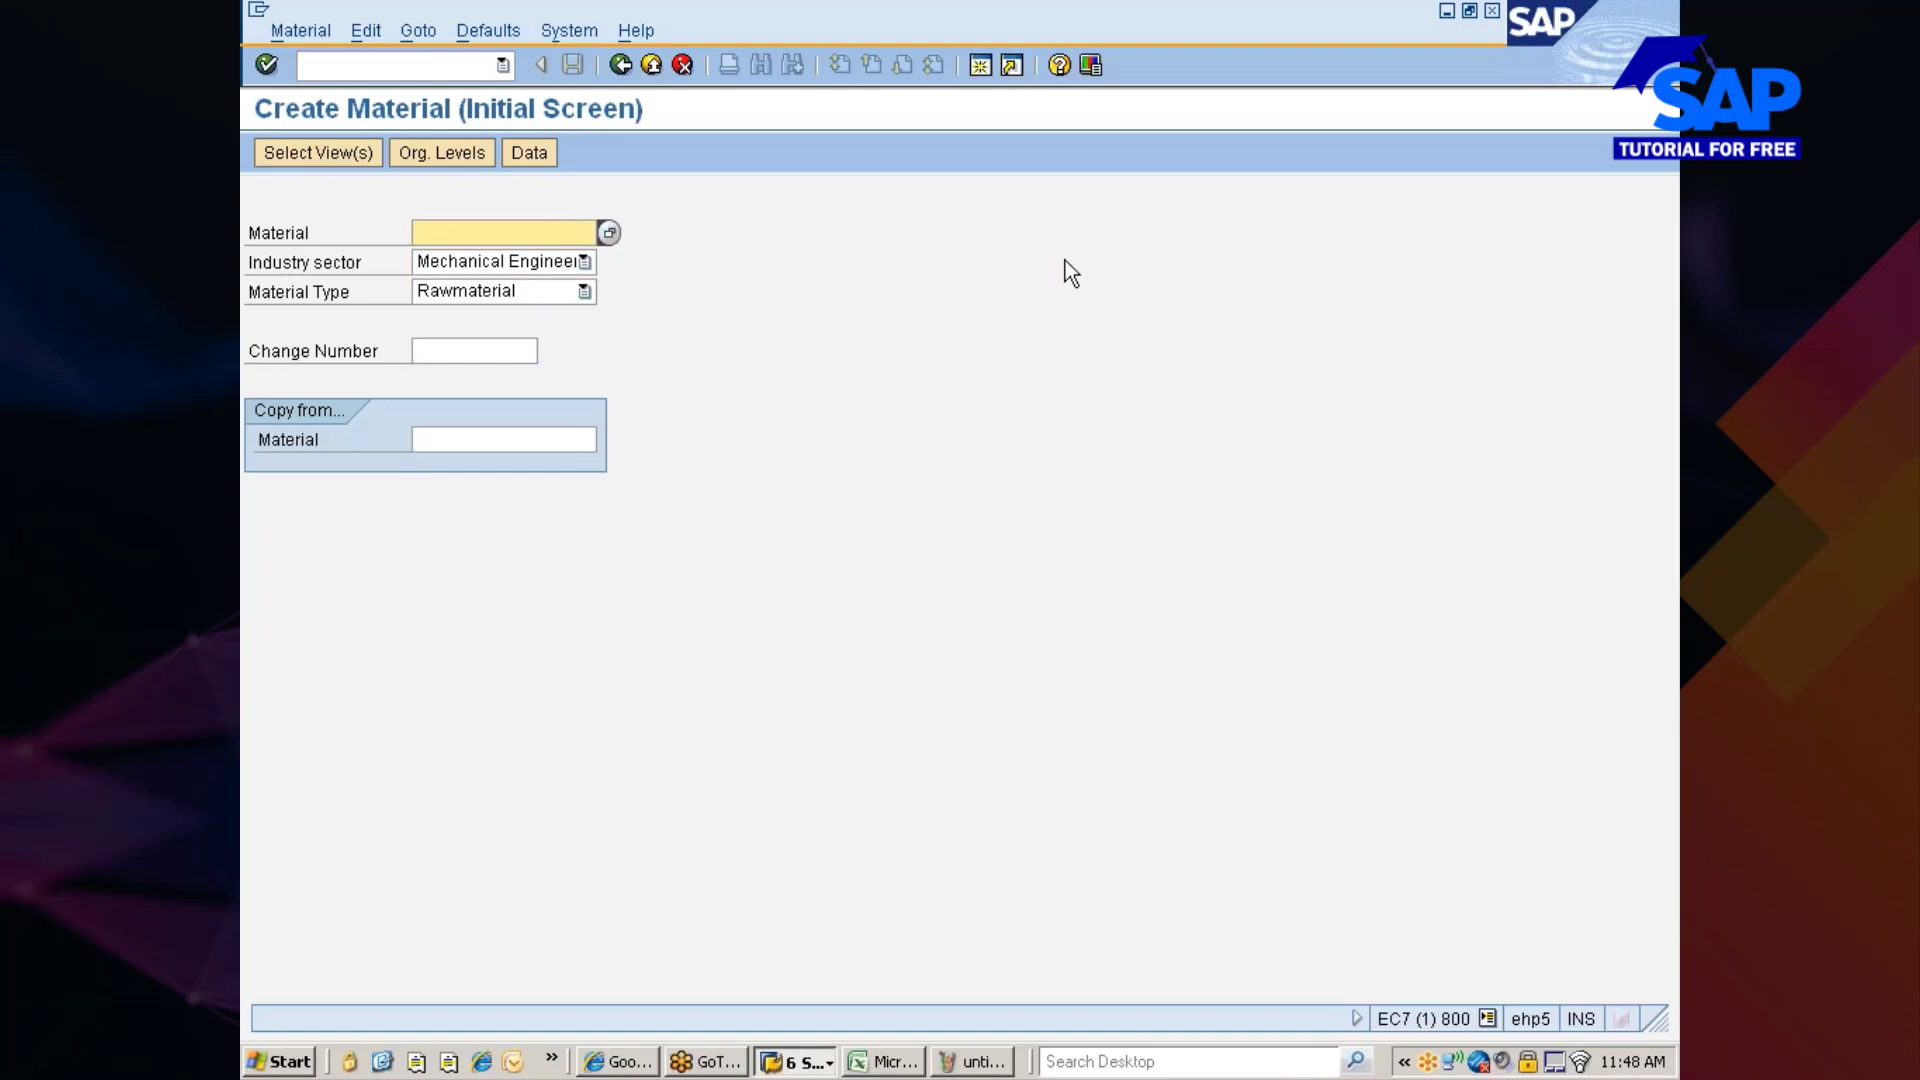 Material Edit Goto Defaults System Help
SAP
SAP
TUTORIAL FOR FREE
Create Material (Initial Screen)
Select View(s) Org. Levels Data
Material
Industry sector Mechanical Engineer
Material Type Rawmaterial
Change Number
Copy from...
Material
EC7 (1) 800 ehp5 INS
Start » Goo... GoT... 6 S... Micr... unti... Search Desktop « 11:48 AM